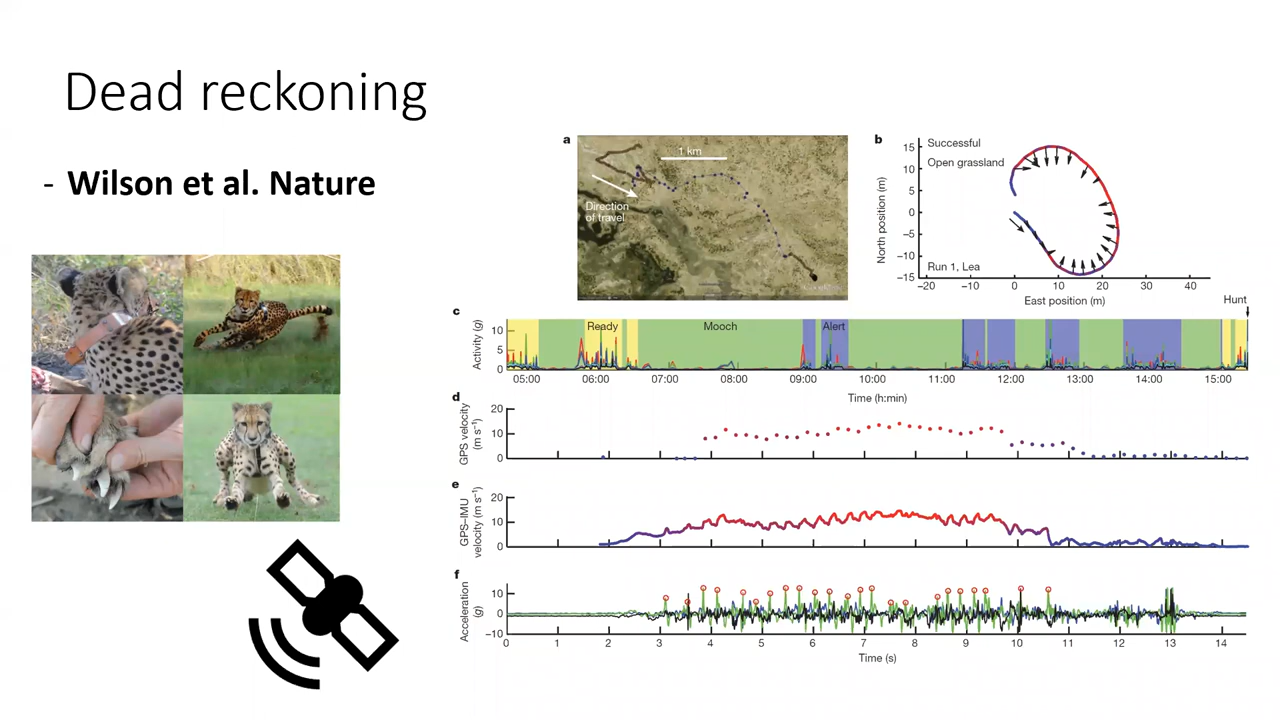 Dead reckoning
- Wilson et al. Nature
a
1 km
Direction
of travel
b
Successful
Open grassland
Run 1, Lea
North position (m)
15
10
5
0
−5
−10
−15
−20 −10 0 10 20 30 40
East position (m)
c
Hunt
Ready Mooch Alert
Activity (g)
10
5
0
05:00 06:00 07:00 08:00 09:00 10:00 11:00 12:00 13:00 14:00 15:00
Time (h:min)
d
GPS velocity
(m s⁻¹)
20
10
0
e
GPS–IMU
velocity (m s⁻¹)
20
10
0
f
Acceleration
(g)
10
0
−10
0 1 2 3 4 5 6 7 8 9 10 11 12 13 14
Time (s)